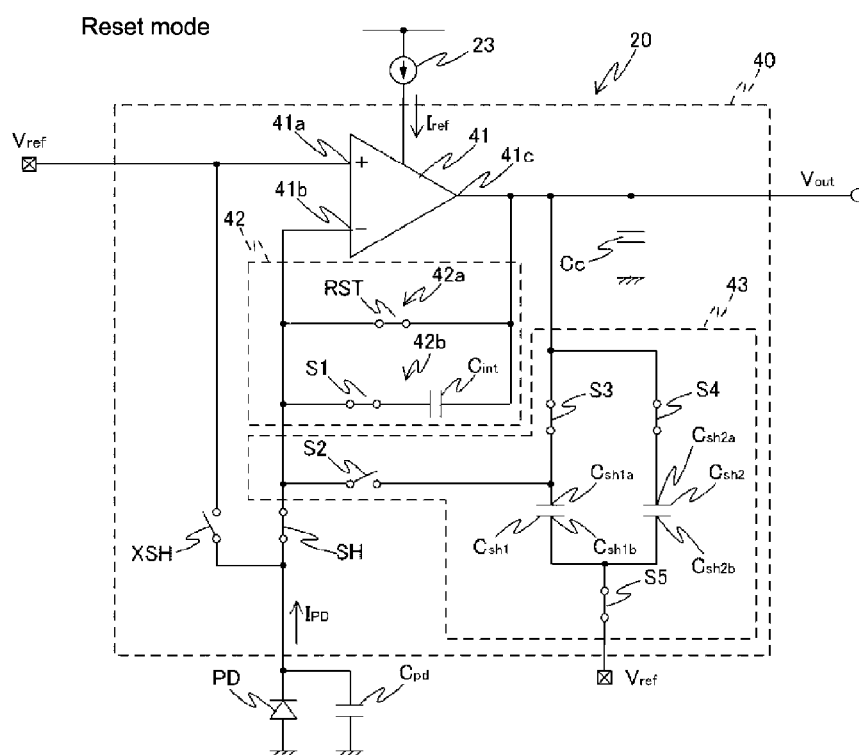 Reset mode
23
20
40
Vref
Iref
41a
41
41c
Vout
41b
42
Cc
RST
42a
43
42b
S1
Cint
S3
S4
S2
Csh2a
Csh1a
Csh2
XSH
SH
Csh1
Csh1b
Csh2b
S5
IPD
PD
Cpd
Vref
+
−